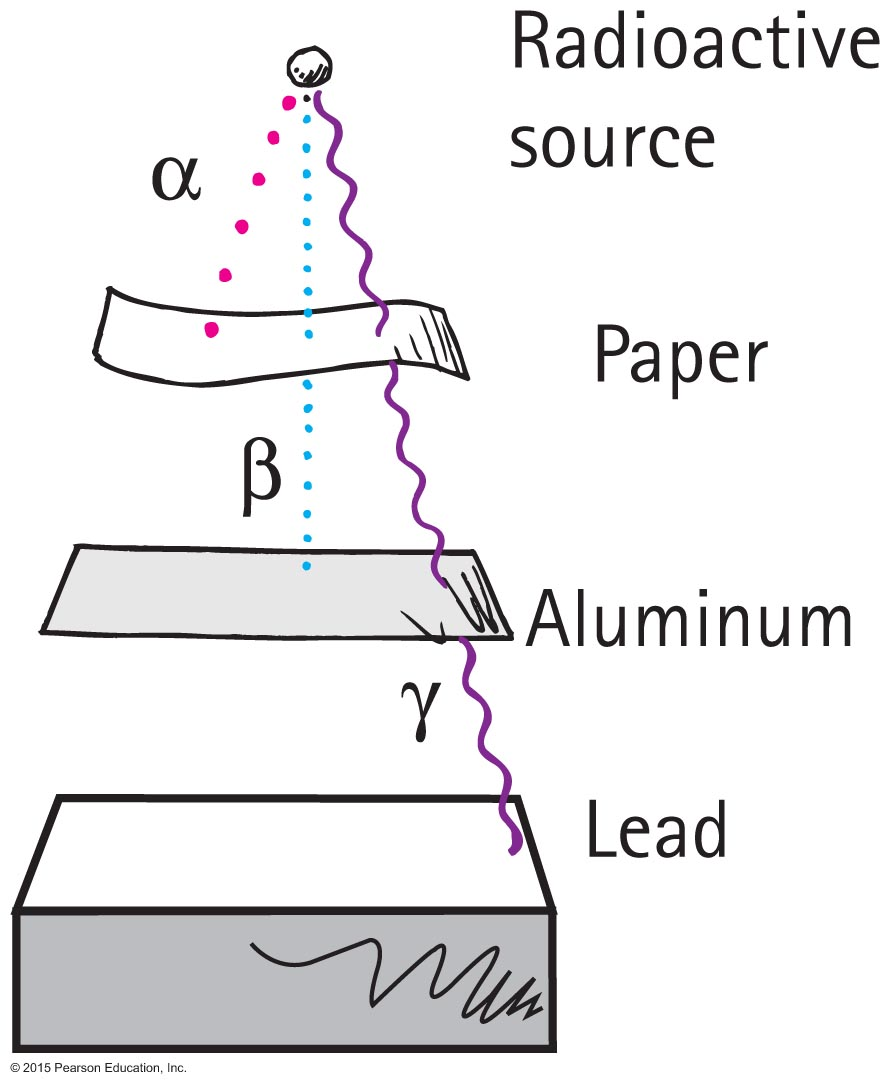 Radioactive
source
α
Paper
β
Aluminum
γ
Lead
© 2015 Pearson Education, Inc.